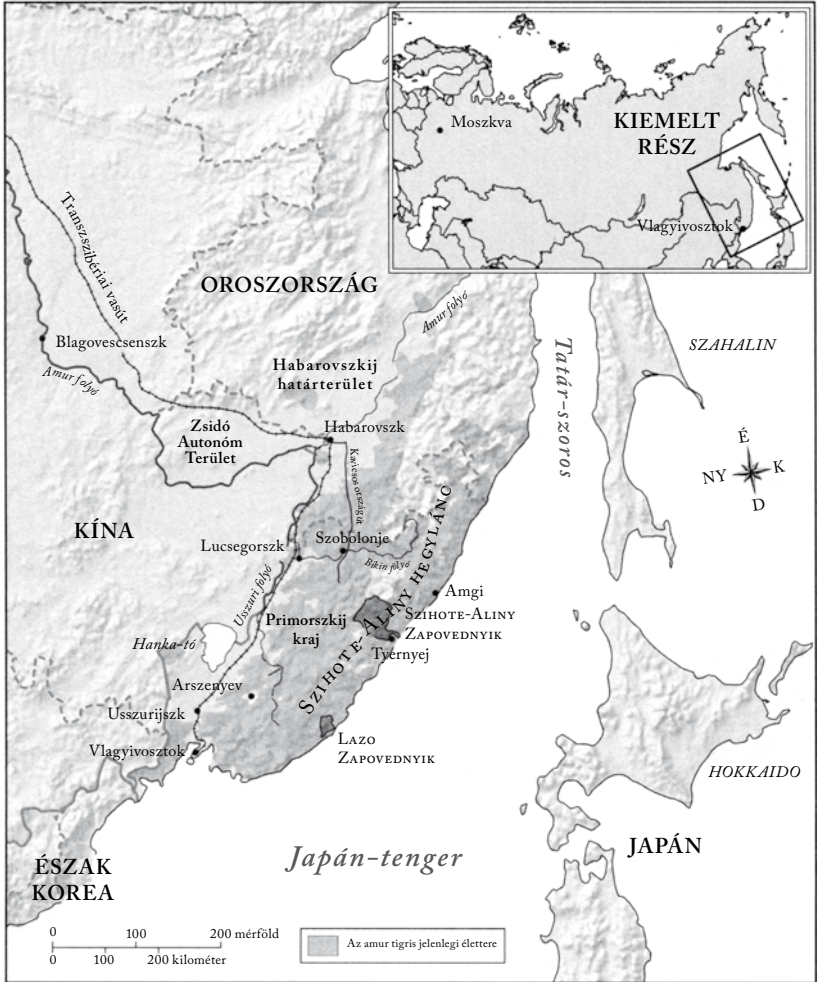 Moszkva
KIEMELT
RÉSZ
Vlagyivosztok
Transzszibériai vasút
OROSZORSZÁG
Amur folyó
Blagovescsenszk
Amur folyó
Habarovszkij
határterület
Tatár-szoros
SZAHALIN
Zsidó
Autonóm
Terület
Habarovszk
É
NY
K
D
Kavicsos országút
KÍNA
Lucsegorszk
Szobolonje
Bikin folyó
SZIHOTE-ALINY HEGYLÁNC
Usszuri folyó
Amgi
Primorszkij
kraj
SZIHOTE-ALINY
ZAPOVEDNYIK
Hanka-tó
Tyernyej
Arszenyev
Usszurijszk
Vlagyivosztok
LAZO
ZAPOVEDNYIK
HOKKAIDO
JAPÁN
Japán-tenger
ÉSZAK
KOREA
0 100 200 mérföld
0 100 200 kilométer
Az amur tigris jelenlegi élettere